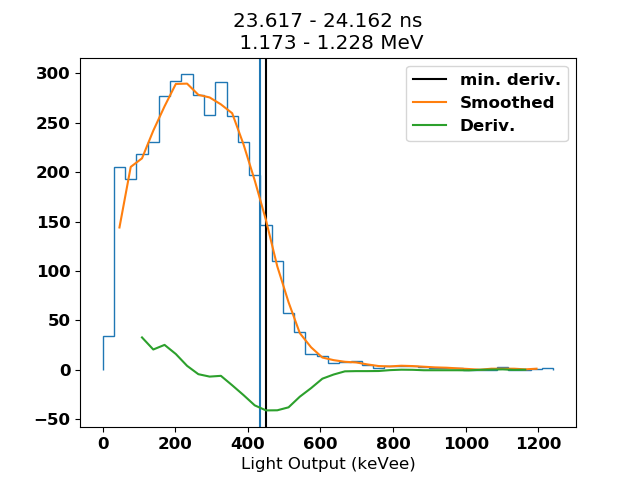 23.617 - 24.162 ns
1.173 - 1.228 MeV
min. deriv.
Smoothed
Deriv.
300
250
200
150
100
50
0
−50
0 200 400 600 800 1000 1200
Light Output (keVee)